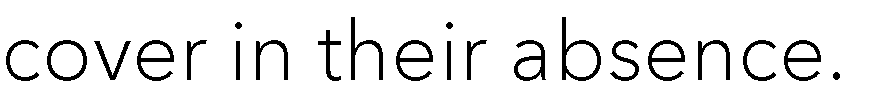 cover in their absence.